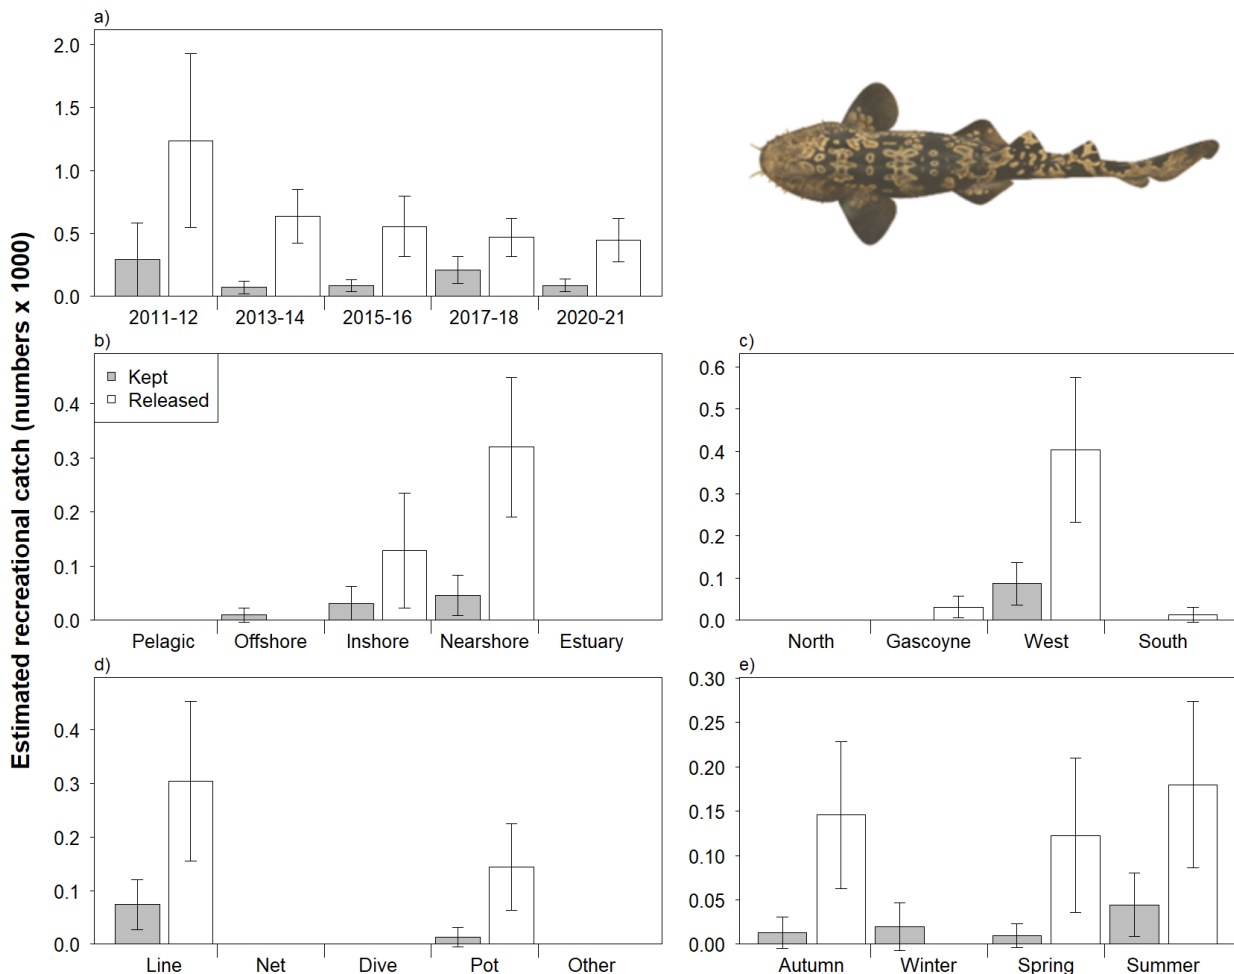 Estimated recreational catch (numbers x 1000)
a)
2.0
1.5
1.0
0.5
0.0
2011-12 2013-14 2015-16 2017-18 2020-21
b)
Kept
Released
0.4
0.3
0.2
0.1
0.0
Pelagic Offshore Inshore Nearshore Estuary
c)
0.6
0.5
0.4
0.3
0.2
0.1
0.0
North Gascoyne West South
d)
0.4
0.3
0.2
0.1
0.0
Line Net Dive Pot Other
e)
0.30
0.25
0.20
0.15
0.10
0.05
0.00
Autumn Winter Spring Summer